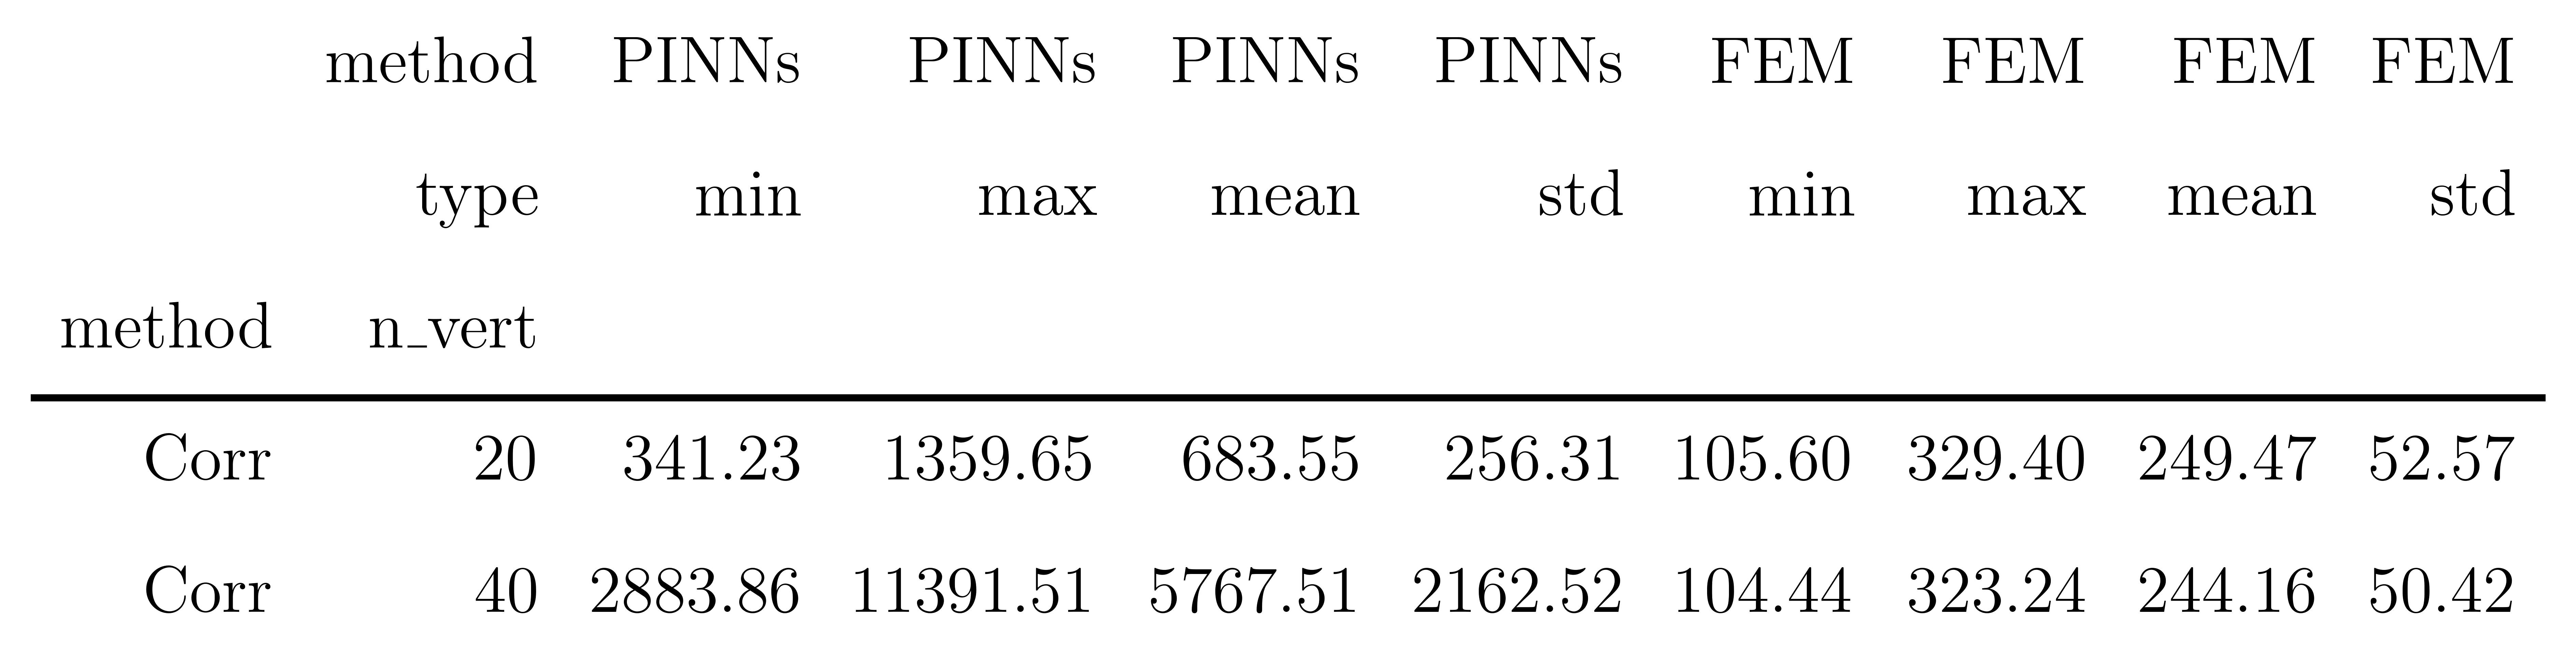 method PINNs PINNs PINNs PINNs FEM FEM FEM FEM
type min max mean std min max mean std
method n_vert
Corr 20 341.23 1359.65 683.55 256.31 105.60 329.40 249.47 52.57
Corr 40 2883.86 11391.51 5767.51 2162.52 104.44 323.24 244.16 50.42